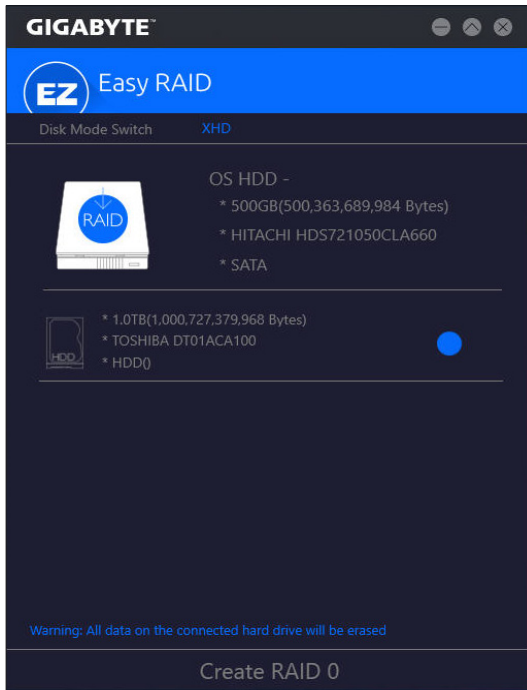 GIGABYTE™
EZ Easy RAID
Disk Mode Switch XHD
RAID
OS HDD -
* 500GB(500,363,689,984 Bytes)
* HITACHI HDS721050CLA660
* SATA
HDD
* 1.0TB(1,000,727,379,968 Bytes)
* TOSHIBA DT01ACA100
* HDD()
Warning: All data on the connected hard drive will be erased
Create RAID 0